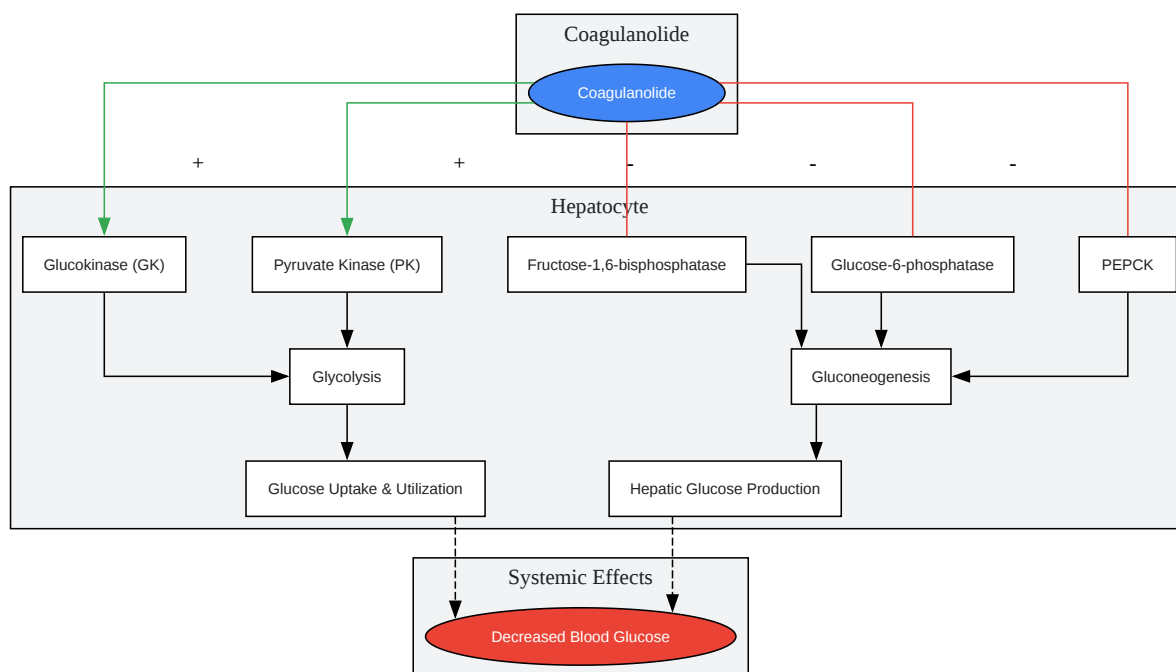 Coagulanolide
Coagulanolide
+ + - - -
Hepatocyte
Glucokinase (GK)
Pyruvate Kinase (PK)
Fructose-1,6-bisphosphatase
Glucose-6-phosphatase
PEPCK
Glycolysis
Gluconeogenesis
Glucose Uptake & Utilization
Hepatic Glucose Production
Systemic Effects
Decreased Blood Glucose